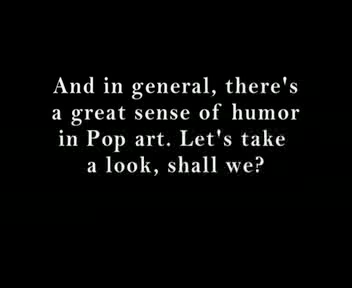 And in general, there's
a great sense of humor
in Pop art. Let's take
a look, shall we?